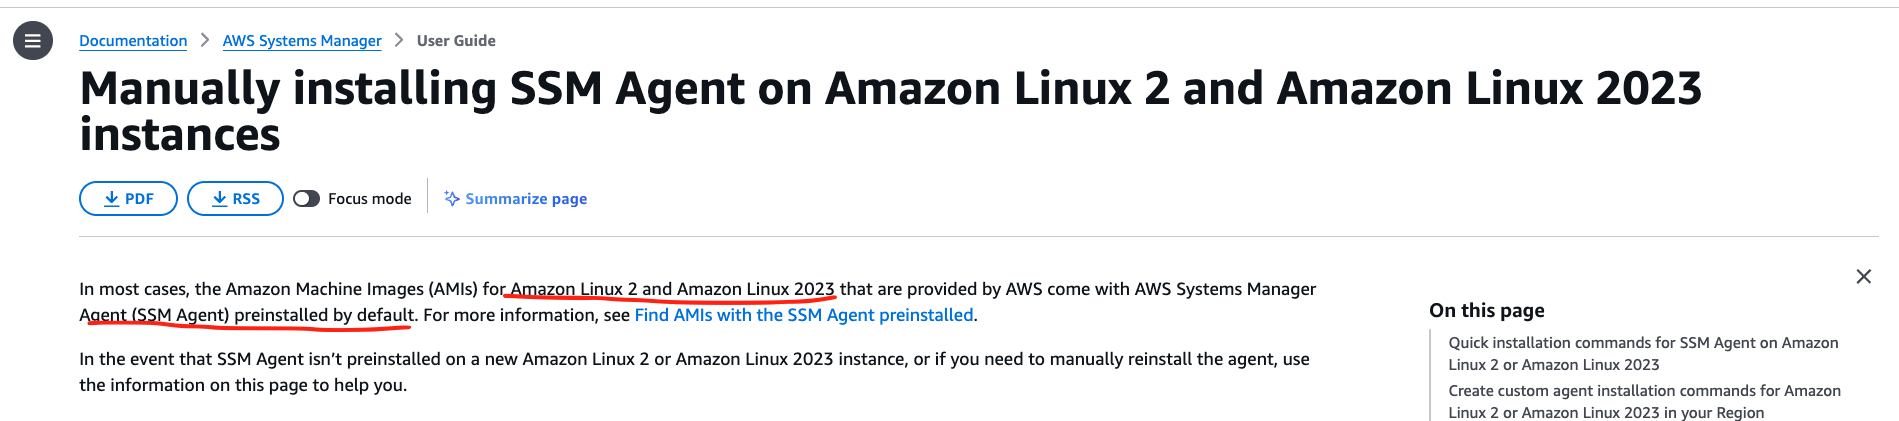 Documentation > AWS Systems Manager > User Guide
Manually installing SSM Agent on Amazon Linux 2 and Amazon Linux 2023
instances
PDF RSS Focus mode Summarize page
In most cases, the Amazon Machine Images (AMIs) for Amazon Linux 2 and Amazon Linux 2023 that are provided by AWS come with AWS Systems Manager
Agent (SSM Agent) preinstalled by default. For more information, see Find AMIs with the SSM Agent preinstalled.
In the event that SSM Agent isn’t preinstalled on a new Amazon Linux 2 or Amazon Linux 2023 instance, or if you need to manually reinstall the agent, use
the information on this page to help you.
On this page
Quick installation commands for SSM Agent on Amazon
Linux 2 or Amazon Linux 2023
Create custom agent installation commands for Amazon
Linux 2 or Amazon Linux 2023 in your Region